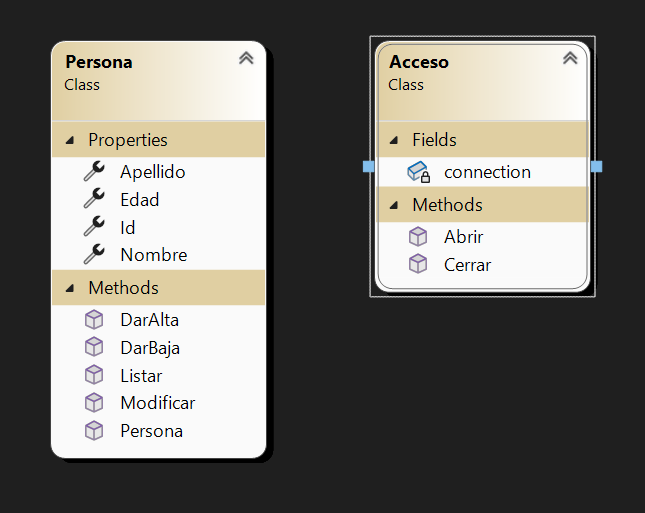 Persona
Class
Properties
Apellido
Edad
Id
Nombre
Methods
DarAlta
DarBaja
Listar
Modificar
Persona
Acceso
Class
Fields
connection
Methods
Abrir
Cerrar